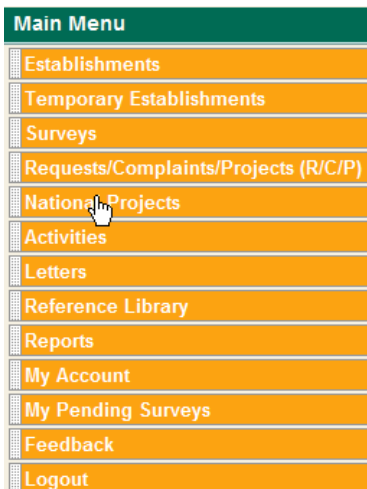 Main Menu
Establishments
Temporary Establishments
Surveys
Requests/Complaints/Projects (R/C/P)
National Projects
Activities
Letters
Reference Library
Reports
My Account
My Pending Surveys
Feedback
Logout